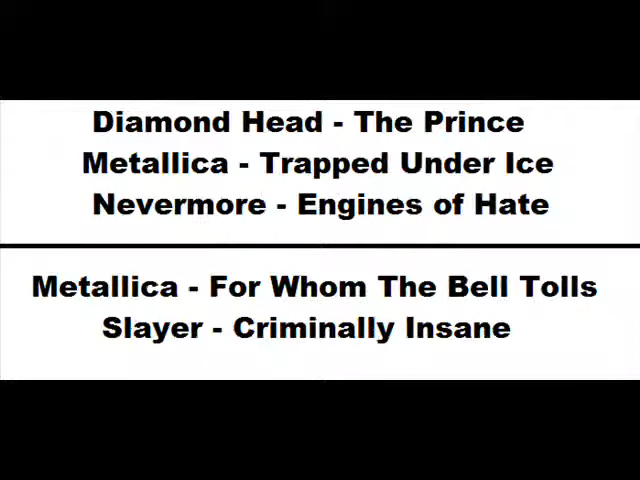 Diamond Head - The Prince
Metallica - Trapped Under Ice
Nevermore - Engines of Hate
Metallica - For Whom The Bell Tolls
Slayer - Criminally Insane